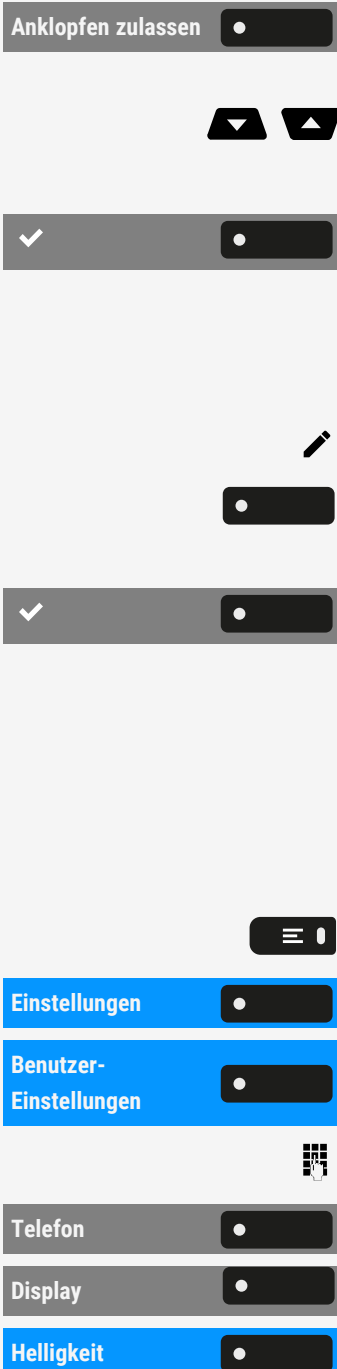 Anklopfen zulassen
Einstellungen
Benutzer-
Einstellungen
Telefon
Display
Helligkeit